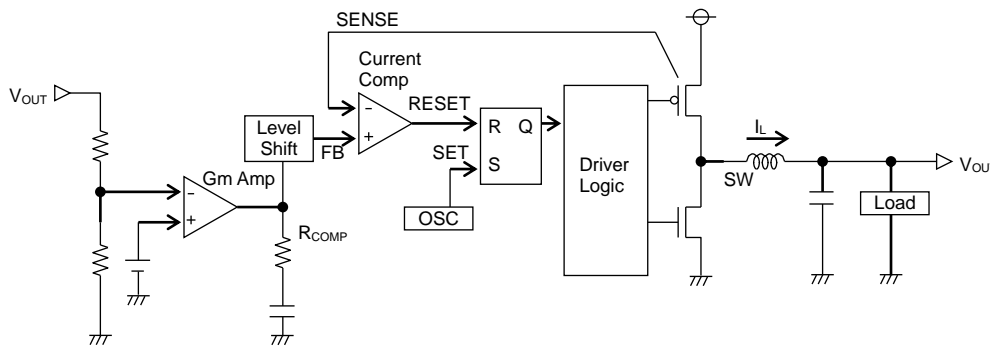 SENSE
Current
Comp
VOUT
RESET
Level
Shift
R Q
IL
FB
SET
S
Driver
Logic
SW
VOU
Gm Amp
OSC
Load
RCOMP
-
+
-
+